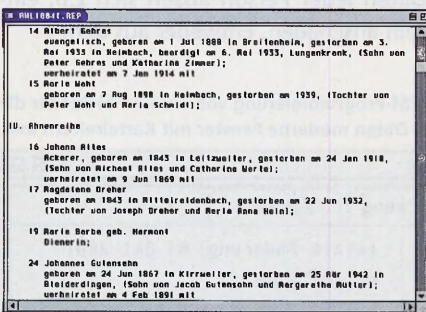 AHL10841.REP
14 Albert Gehres
evangelisch, geboren am 1 Jul 1888 in Breitenheim, gestorben am 3.
Mai 1933 in Heimbach, beerdigt am 6. Mai 1933, Lungenkrank, (Sohn von
Peter Gehres und Katharina Zimmer);
verheiratet am 7 Jan 1914 mit
15 Marie Weht
geboren am 7 Aug 1898 in Heimbach, gestorben am 1939, (Tochter von
Peter Weht und Maria Schmidt);
IV. Ahnenreihe
16 Johann Alles
Ackerer, geboren am 1843 in Leitzweiler, gestorben am 24 Jan 1918,
(Sohn von Michael Alles und Catherina Werle);
verheiratet am 9 Jun 1869 mit
17 Magdalena Dreher
geboren am 1843 in Mittelreidenbach, gestorben am 22 Jun 1932,
(Tochter von Joseph Dreher und Maria Anna Hein);
19 Maria Barba geb. Harmont
Dienerin;
24 Johannes Gutensohn
geboren am 24 Jun 1867 in Kirrweiler, gestorben am 25 Mär 1942 in
Bleiderdingen, (Sohn von Jacob Gutensohn und Margaretha Müller);
verheiratet am 4 Feb 1891 mit